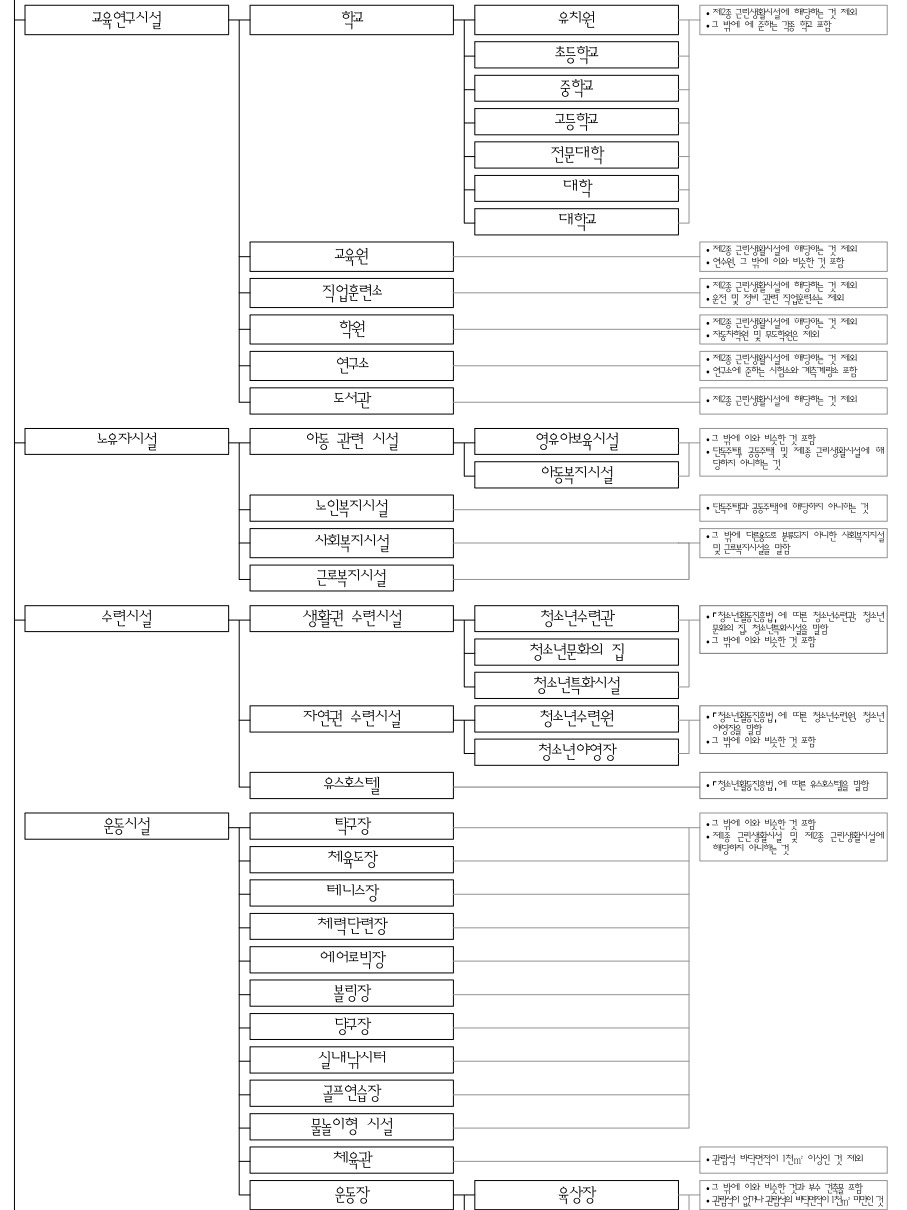 교육연구시설
학교
유치원
• 제2종 근린생활시설에 해당하는 것 제외
• 그 밖에 에 준하는 각종 학교 포함
초등학교
중학교
고등학교
전문대학
대학
대학교
교육원
• 제2종 근린생활시설에 해당하는 것 제외
• 연수원, 그 밖에 이와 비슷한 것 포함
직업훈련소
• 제2종 근린생활시설에 해당하는 것 제외
• 운전 및 정비 관련 직업훈련소는 제외
학원
• 제2종 근린생활시설에 해당하는 것 제외
• 자동차학원 및 무도학원은 제외
연구소
• 제2종 근린생활시설에 해당하는 것 제외
• 연구소에 준하는 시험소와 계측계량소 포함
도서관
• 제2종 근린생활시설에 해당하는 것 제외
노유자시설
아동 관련 시설
영유아보육시설
• 그 밖에 이와 비슷한 것 포함
• 단독주택, 공동주택 및 제1종 근린생활시설에 해
당하지 아니하는 것
아동복지시설
노인복지시설
• 단독주택과 공동주택에 해당하지 아니하는 것
사회복지시설
• 그 밖에 다른용도로 분류되지 아니한 사회복지지설
및 근로복지시설을 말함
근로복지시설
수련시설
생활권 수련시설
청소년수련관
•「청소년활동진흥법」에 따른 청소년수련관, 청소년
문화의 집, 청소년특화시설을 말함
• 그 밖에 이와 비슷한 것 포함
청소년문화의 집
청소년특화시설
자연권 수련시설
청소년수련원
•「청소년활동진흥법」에 따른 청소년수련원, 청소년
야영장을 말함
• 그 밖에 이와 비슷한 것 포함
청소년야영장
유스호스텔
•「청소년활동진흥법」에 따른 유스호스텔을 말함
운동시설
탁구장
• 그 밖에 이와 비슷한 것 포함
• 제1종 근린생활시설 및 제2종 근린생활시설에
해당하지 아니하는 것
체육도장
테니스장
체력단련장
에어로빅장
볼링장
당구장
실내낚시터
골프연습장
물놀이형 시설
체육관
• 관람석 바닥면적이 1천㎡ 이상인 것 제외
운동장
육상장
• 그 밖에 이와 비슷한 것과 부수 건축물 포함
• 관람석이 없거나 관람석의 바닥면적이 1천㎡ 미만인 것